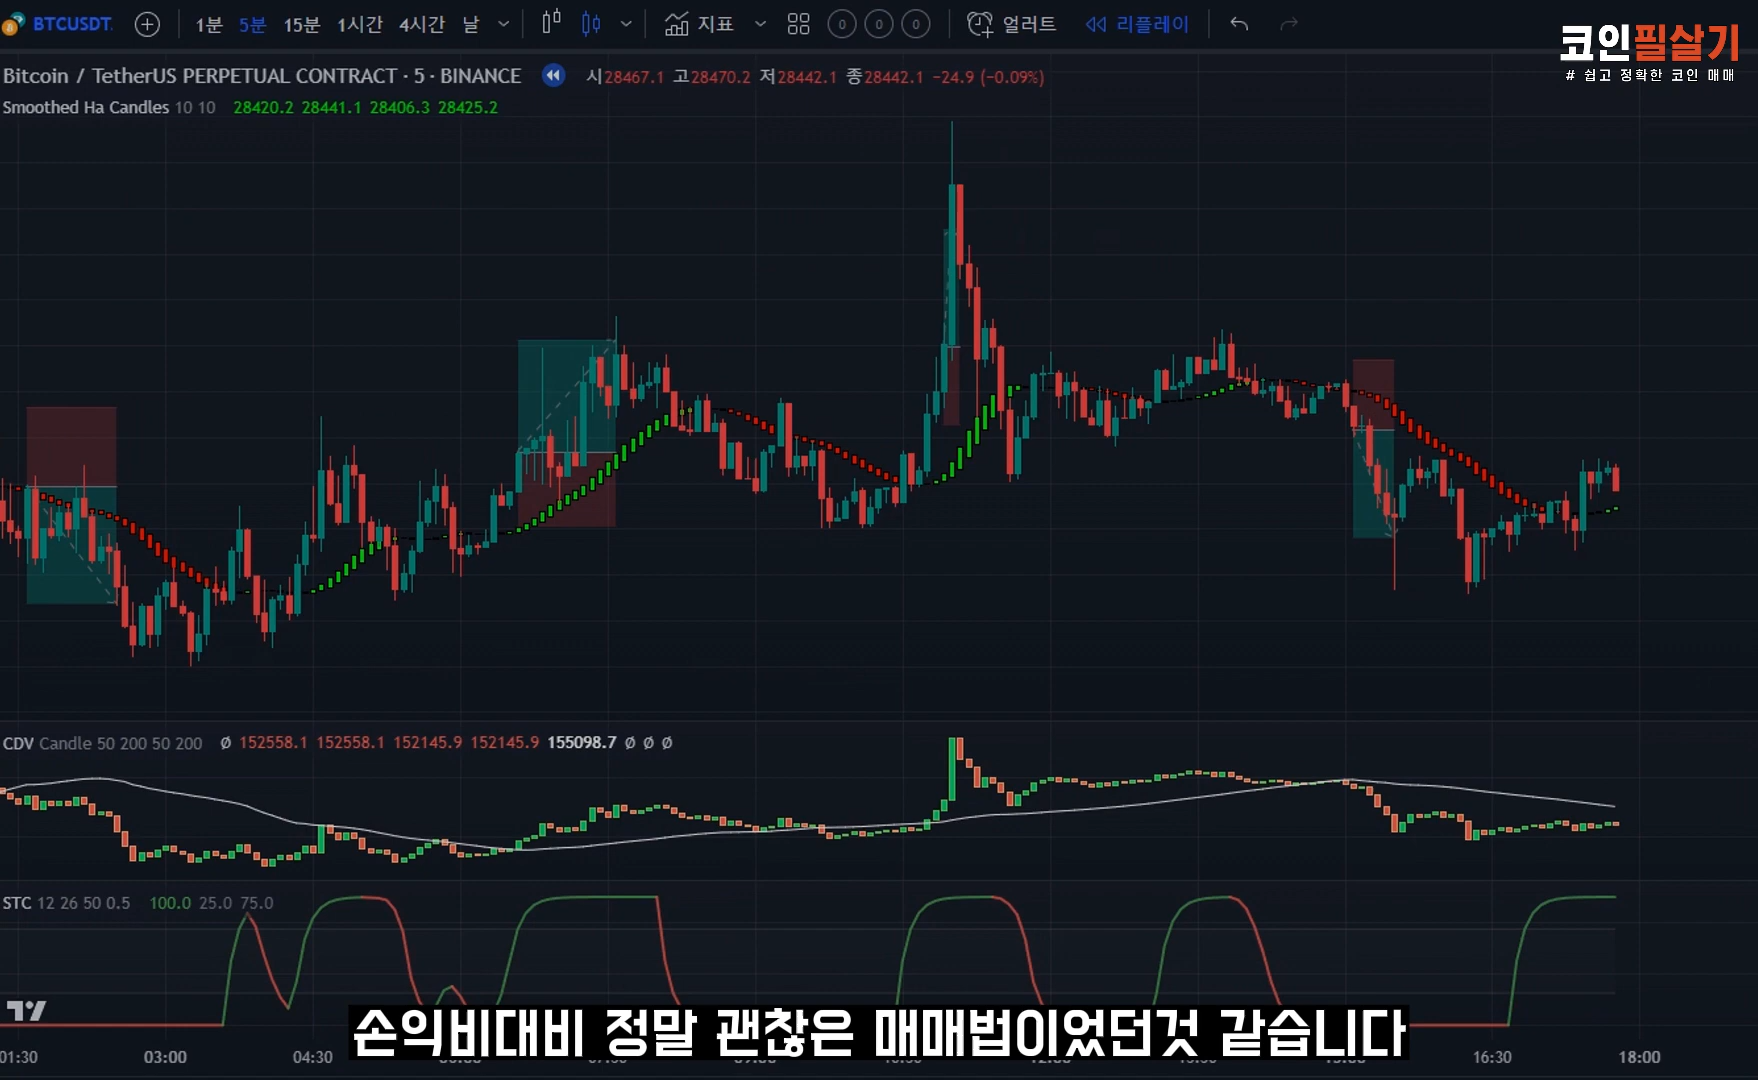 BTCUSDT. 1분 5분 15분 1시간 4시간 날 지표 0 0 0 얼러트 리플레이
코인필살기
# 쉽고 정확한 코인 매매
Bitcoin / TetherUS PERPETUAL CONTRACT · 5 · BINANCE 시28467.1 고28470.2 저28442.1 종28442.1 −24.9 (−0.09%)
Smoothed Ha Candles 10 10 28420.2 28441.1 28406.3 28425.2
CDV Candle 50 200 50 200 Ø 152558.1 152558.1 152145.9 152145.9 155098.7 Ø Ø Ø
STC 12 26 50 0.5 100.0 25.0 75.0
손익비대비 정말 괜찮은 매매법이었던것 같습니다
01:30 03:00 04:30 16:30 18:00